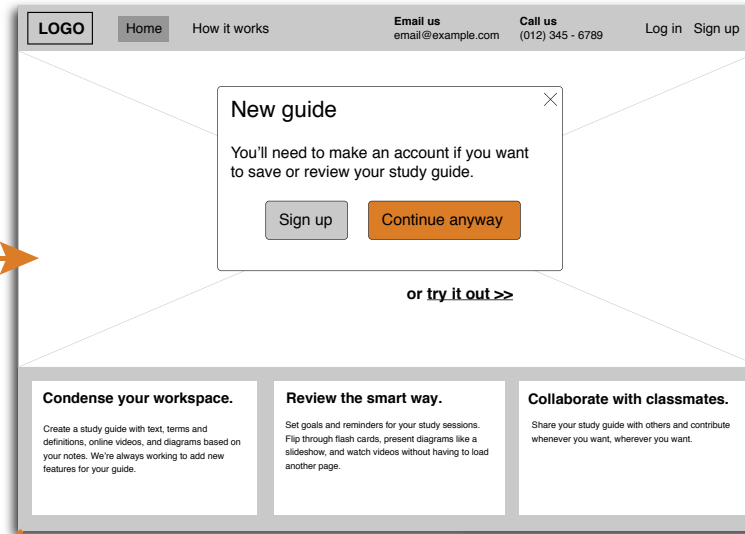 LOGO
Home
How it works
Email us
email@example.com
Call us
(012) 345 - 6789
Log in
Sign up
New guide
You'll need to make an account if you want
to save or review your study guide.
Sign up
Continue anyway
or try it out >>
Condense your workspace.
Create a study guide with text, terms and
definitions, online videos, and diagrams based on
your notes. We're always working to add new
features for your guide.
Review the smart way.
Set goals and reminders for your study sessions.
Flip through flash cards, present diagrams like a
slideshow, and watch videos without having to load
another page.
Collaborate with classmates.
Share your study guide with others and contribute
whenever you want, wherever you want.